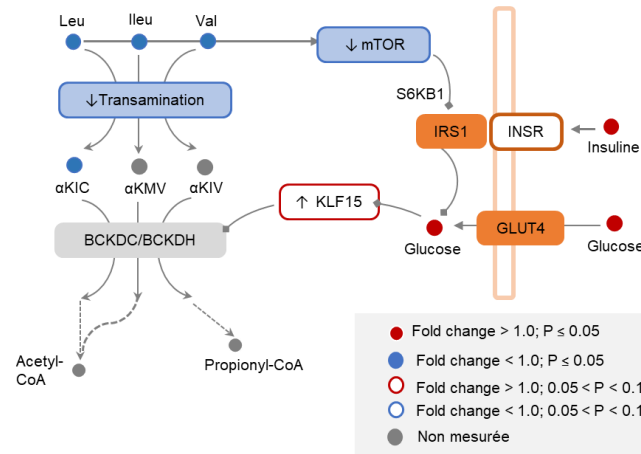 Leu
Ileu
Val
↓ mTOR
S6KB1
↓Transamination
IRS1
INSR
Insuline
αKIC
αKMV
αKIV
↑ KLF15
GLUT4
Glucose
Glucose
BCKDC/BCKDH
Acetyl-
CoA
Propionyl-CoA
Fold change > 1.0; P ≤ 0.05
Fold change < 1.0; P ≤ 0.05
Fold change > 1.0; 0.05 < P < 0.1
Fold change < 1.0; 0.05 < P < 0.1
Non mesurée